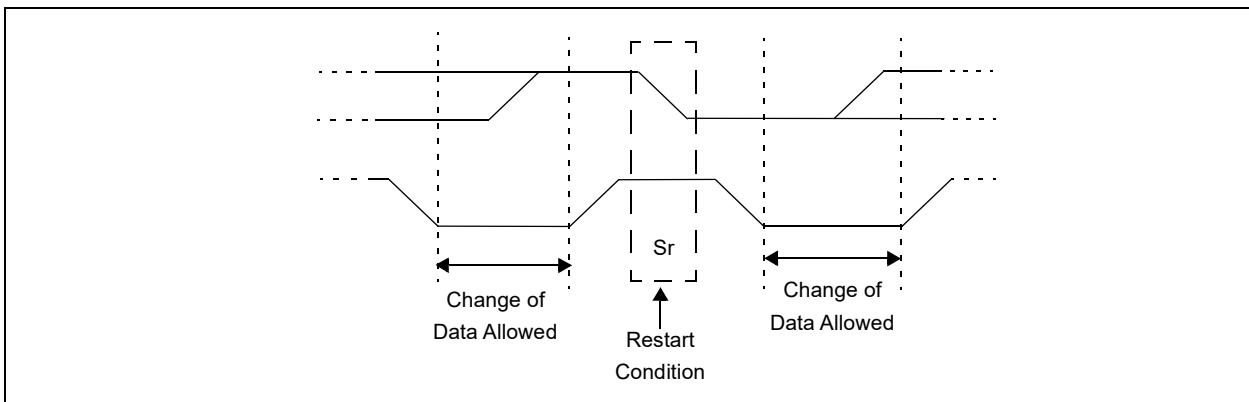 Sr
Change of
Data Allowed
Restart
Condition
Change of
Data Allowed